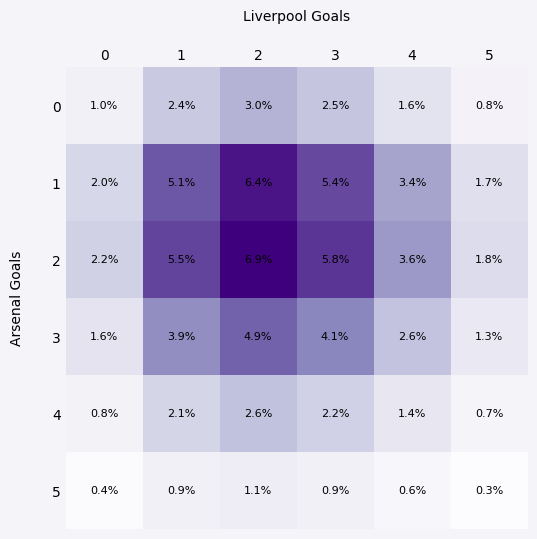 Liverpool Goals
0 1 2 3 4 5
0 1.0% 2.4% 3.0% 2.5% 1.6% 0.8%
1 2.0% 5.1% 6.4% 5.4% 3.4% 1.7%
2 2.2% 5.5% 6.9% 5.8% 3.6% 1.8%
3 1.6% 3.9% 4.9% 4.1% 2.6% 1.3%
4 0.8% 2.1% 2.6% 2.2% 1.4% 0.7%
5 0.4% 0.9% 1.1% 0.9% 0.6% 0.3%
Arsenal Goals